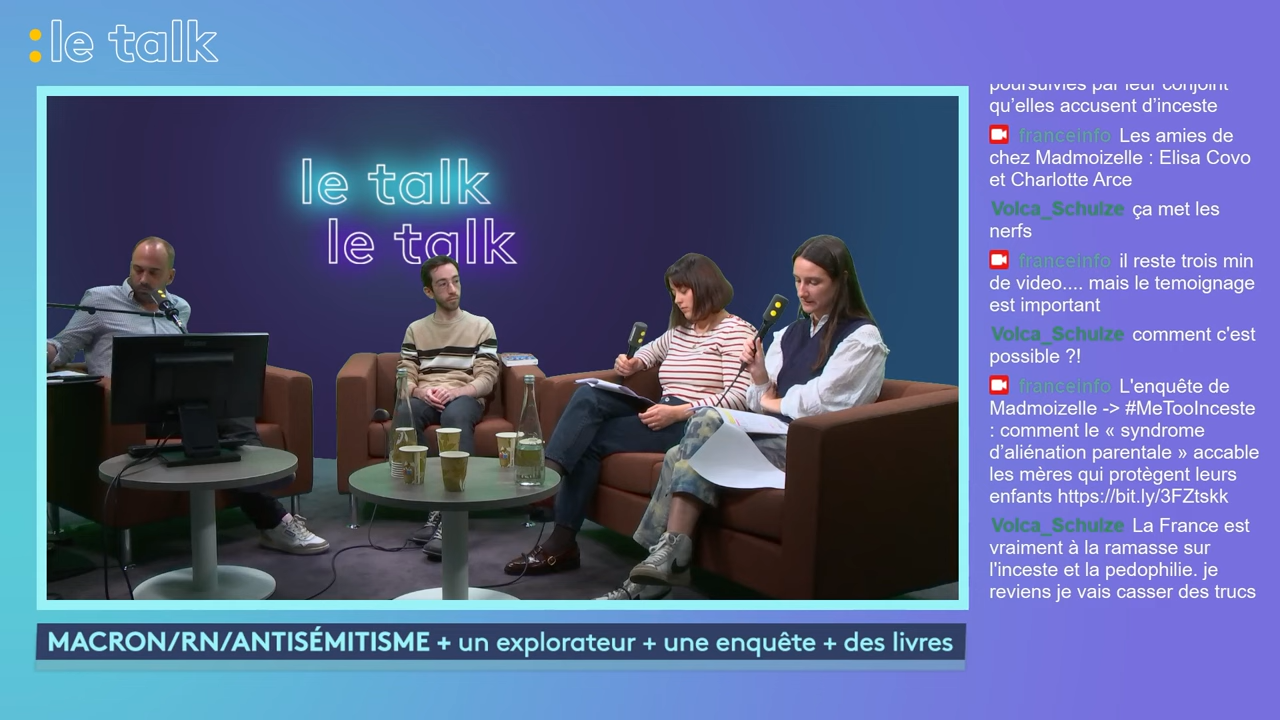 :le talk
le talk
le talk
poursuivies par leur conjoint
qu'elles accusent d'inceste
franceinfo Les amies de
chez Madmoizelle : Elisa Covo
et Charlotte Arce
Volca_Schulze ça met les
nerfs
franceinfo il reste trois min
de video.... mais le temoignage
est important
Volca_Schulze comment c'est
possible ?!
franceinfo L'enquête de
Madmoizelle -> #MeTooInceste
: comment le « syndrome
d'aliénation parentale » accable
les mères qui protègent leurs
enfants https://bit.ly/3FZtskk
Volca_Schulze La France est
vraiment à la ramasse sur
l'inceste et la pedophilie. je
reviens je vais casser des trucs
MACRON/RN/ANTISÉMITISME + un explorateur + une enquête + des livres